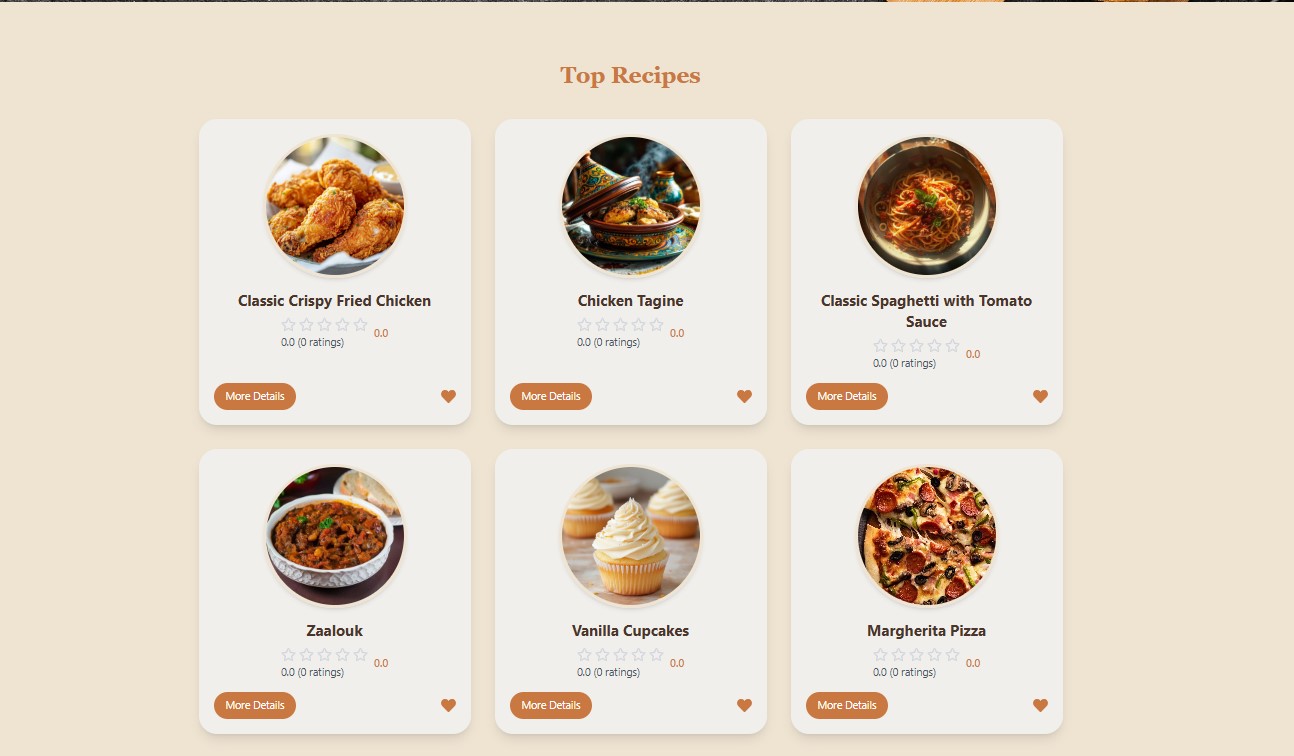 Top Recipes
Classic Crispy Fried Chicken
0.0
0.0 (0 ratings)
More Details
Chicken Tagine
0.0
0.0 (0 ratings)
More Details
Classic Spaghetti with Tomato
Sauce
0.0
0.0 (0 ratings)
More Details
Zaalouk
0.0
0.0 (0 ratings)
More Details
Vanilla Cupcakes
0.0
0.0 (0 ratings)
More Details
Margherita Pizza
0.0
0.0 (0 ratings)
More Details